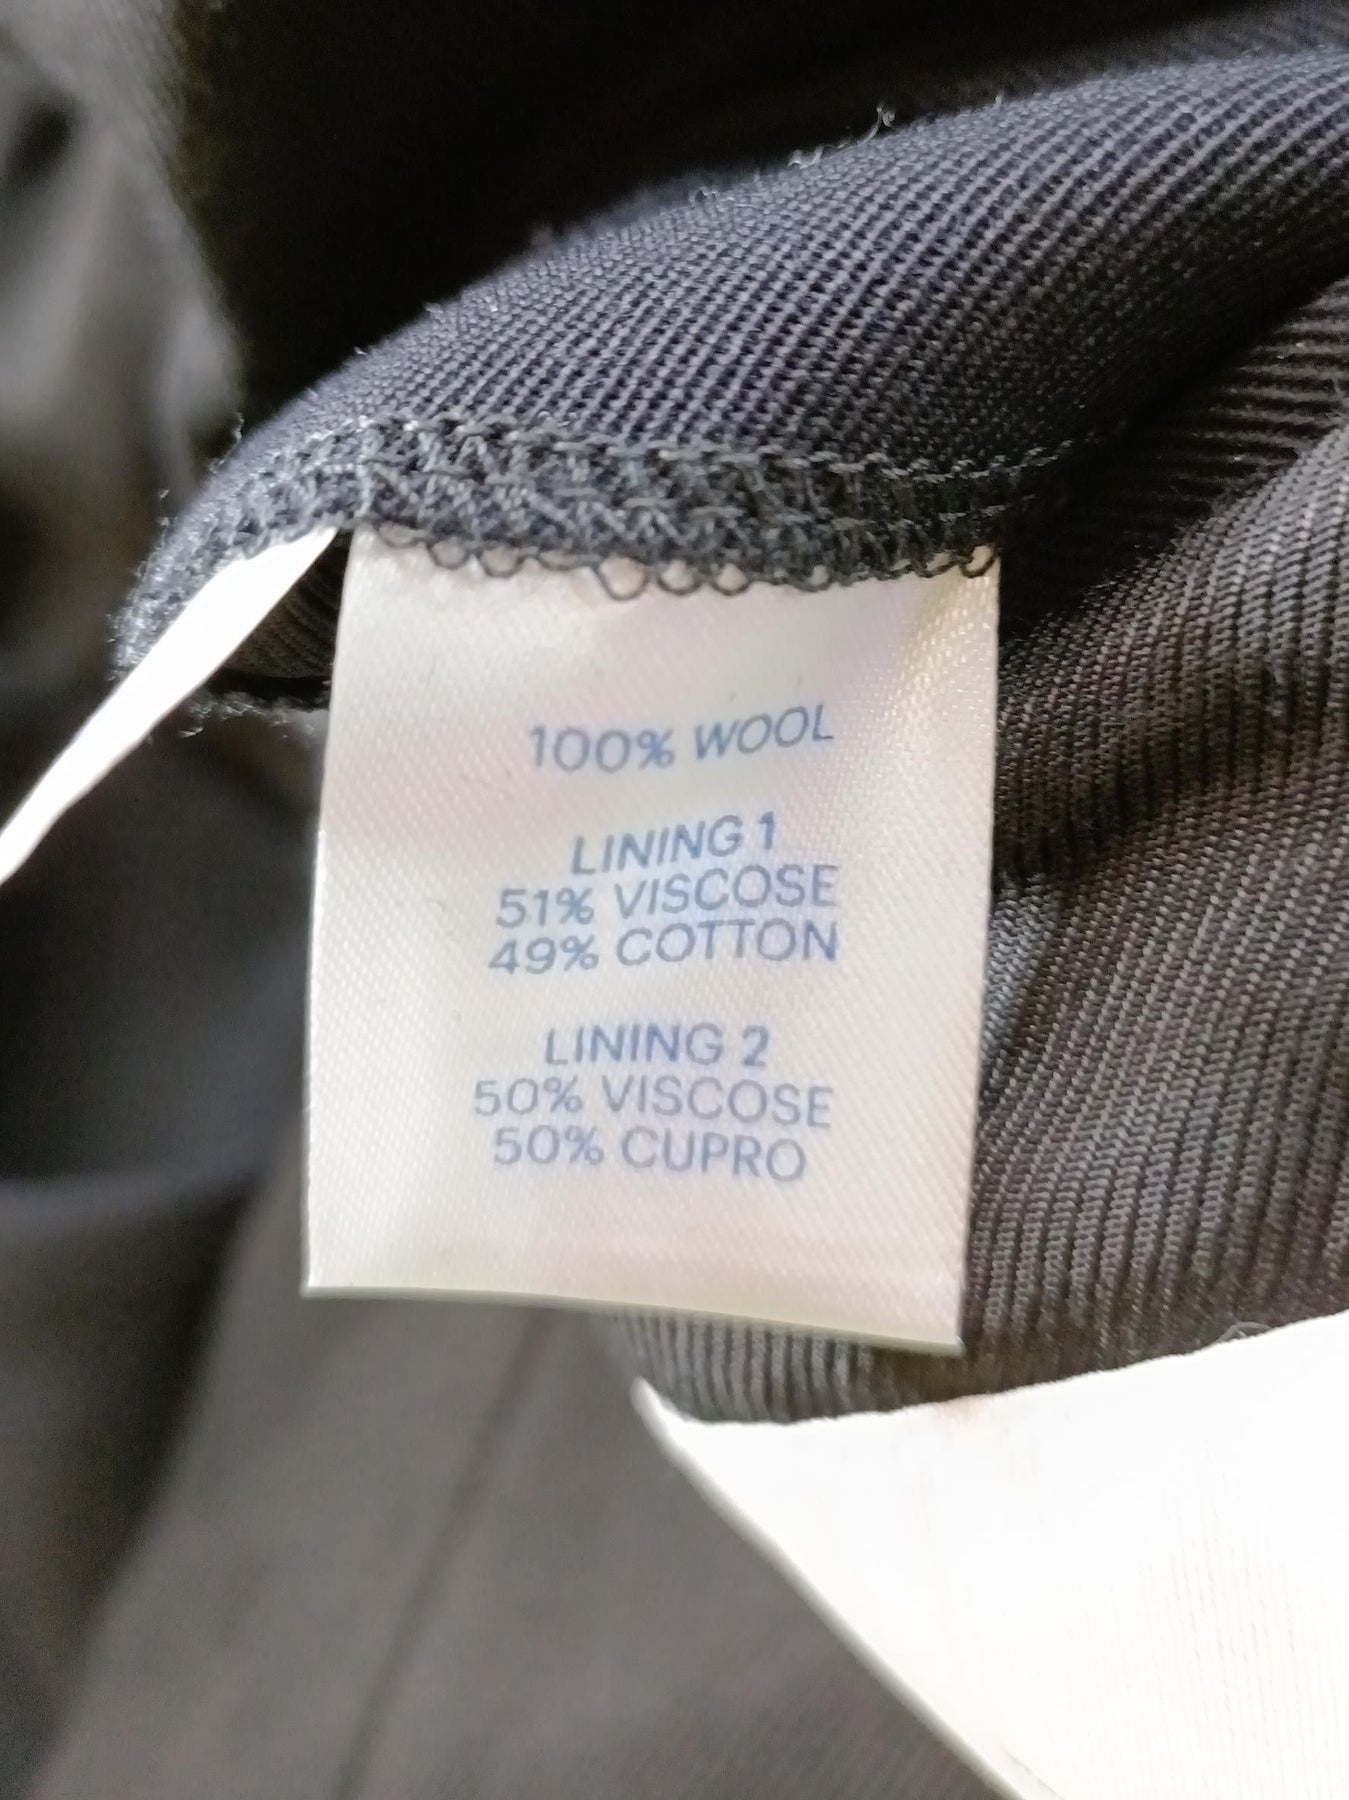 100% WOOL
LINING 1
51% VISCOSE
49% COTTON
LINING 2
50% VISCOSE
50% CUPRO